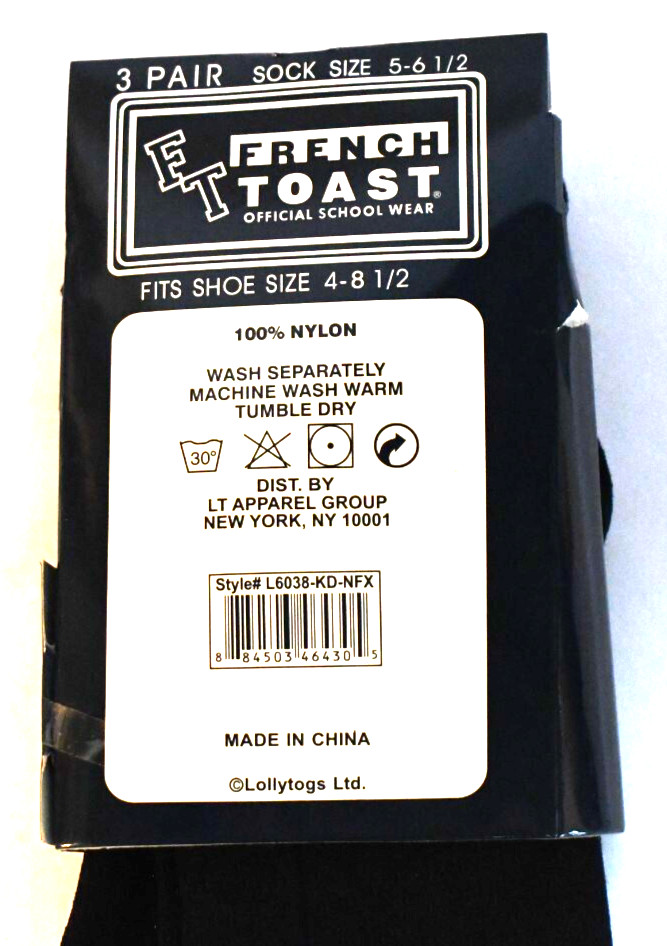 3 PAIR SOCK SIZE 5-6 1/2
FT
FRENCH
TOAST®
OFFICIAL SCHOOL WEAR
FITS SHOE SIZE 4-8 1/2
100% NYLON
WASH SEPARATELY
MACHINE WASH WARM
TUMBLE DRY
30°
DIST. BY
LT APPAREL GROUP
NEW YORK, NY 10001
Style# L6038-KD-NFX
8 84503 46430 5
MADE IN CHINA
©Lollytogs Ltd.